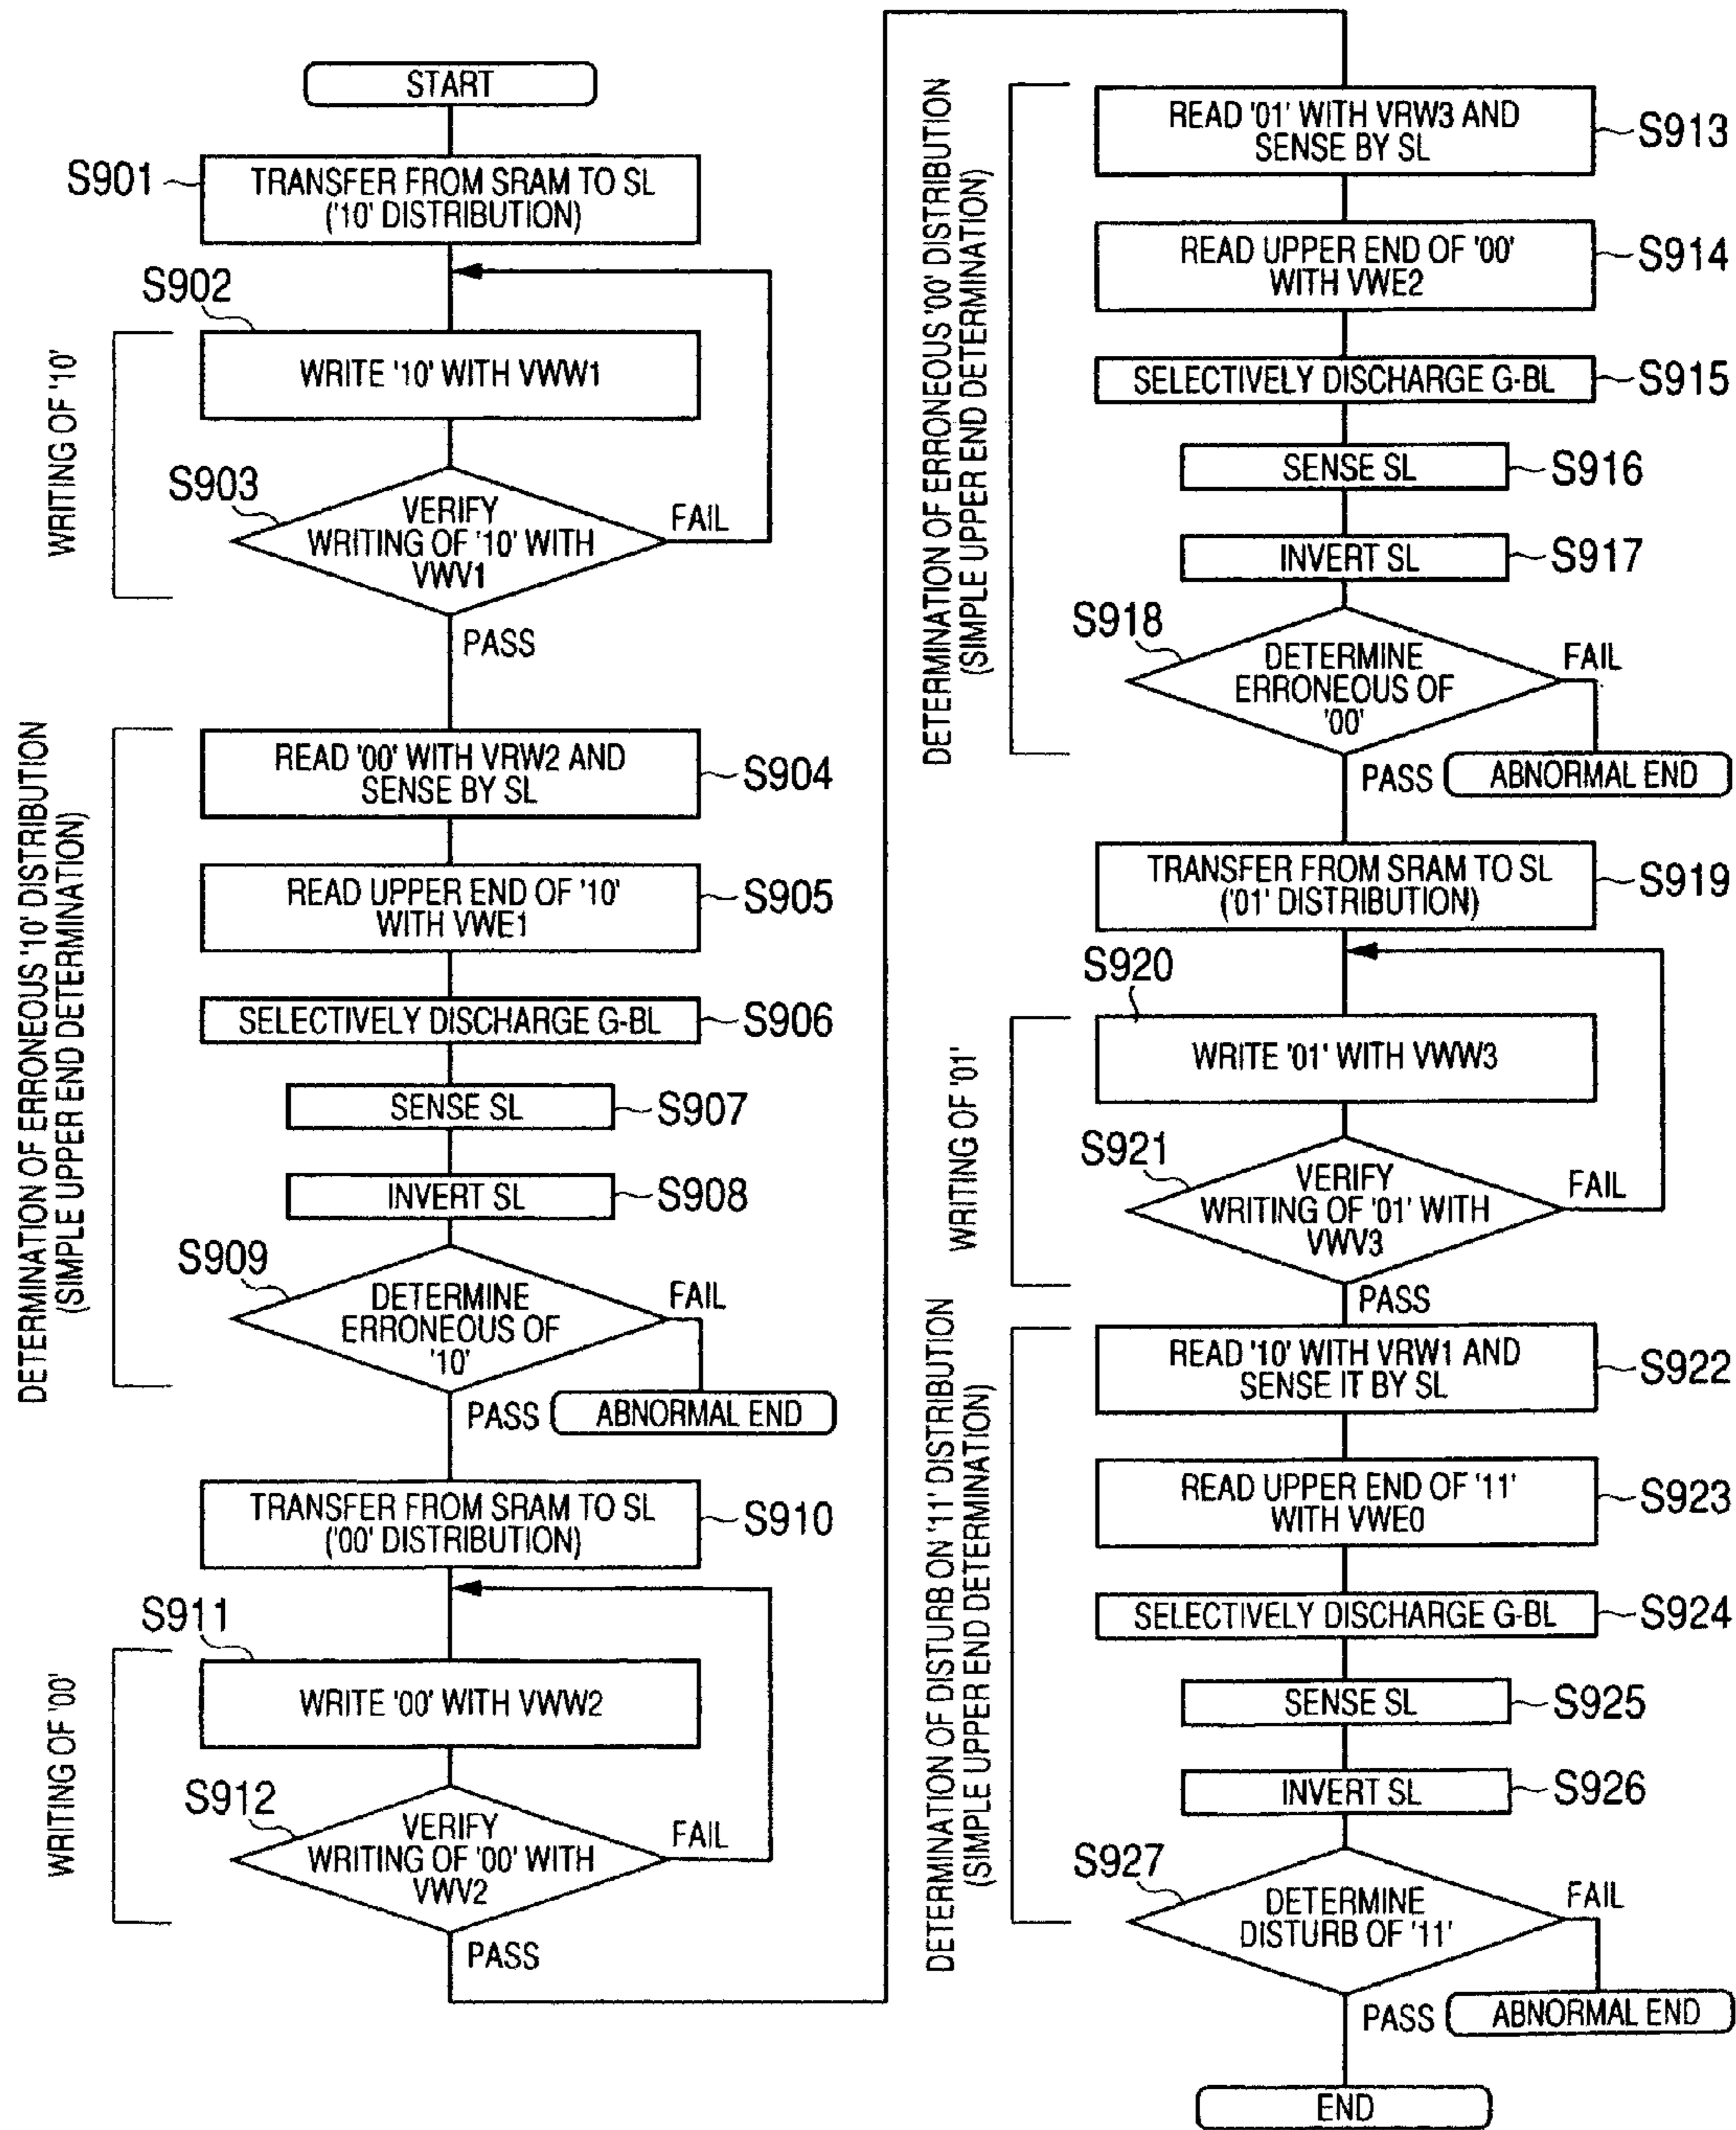 START
S901
TRANSFER FROM SRAM TO SL
('10' DISTRIBUTION)
S902
WRITING OF '10'
WRITE '10' WITH VWW1
S903
VERIFY
WRITING OF '10' WITH
VWV1
FAIL
PASS
DETERMINATION OF ERRONEOUS '10' DISTRIBUTION
(SIMPLE UPPER END DETERMINATION)
READ '00' WITH VRW2 AND
SENSE BY SL
S904
READ UPPER END OF '10'
WITH VWE1
S905
SELECTIVELY DISCHARGE G-BL
S906
SENSE SL
S907
INVERT SL
S908
S909
DETERMINE
ERRONEOUS OF
'10'
FAIL
PASS
ABNORMAL END
TRANSFER FROM SRAM TO SL
('00' DISTRIBUTION)
S910
S911
WRITING OF '00'
WRITE '00' WITH VWW2
S912
VERIFY
WRITING OF '00' WITH
VWV2
FAIL
PASS
DETERMINATION OF ERRONEOUS '00' DISTRIBUTION
(SIMPLE UPPER END DETERMINATION)
READ '01' WITH VRW3 AND
SENSE BY SL
S913
READ UPPER END OF '00'
WITH VWE2
S914
SELECTIVELY DISCHARGE G-BL
S915
SENSE SL
S916
INVERT SL
S917
S918
DETERMINE
ERRONEOUS OF
'00'
FAIL
PASS
ABNORMAL END
TRANSFER FROM SRAM TO SL
('01' DISTRIBUTION)
S919
S920
WRITING OF '01'
WRITE '01' WITH VWW3
S921
VERIFY
WRITING OF '01' WITH
VWV3
FAIL
PASS
DETERMINATION OF DISTURB ON '11' DISTRIBUTION
(SIMPLE UPPER END DETERMINATION)
READ '10' WITH VRW1 AND
SENSE IT BY SL
S922
READ UPPER END OF '11'
WITH VWE0
S923
SELECTIVELY DISCHARGE G-BL
S924
SENSE SL
S925
INVERT SL
S926
S927
DETERMINE
DISTURB OF '11'
FAIL
PASS
ABNORMAL END
END